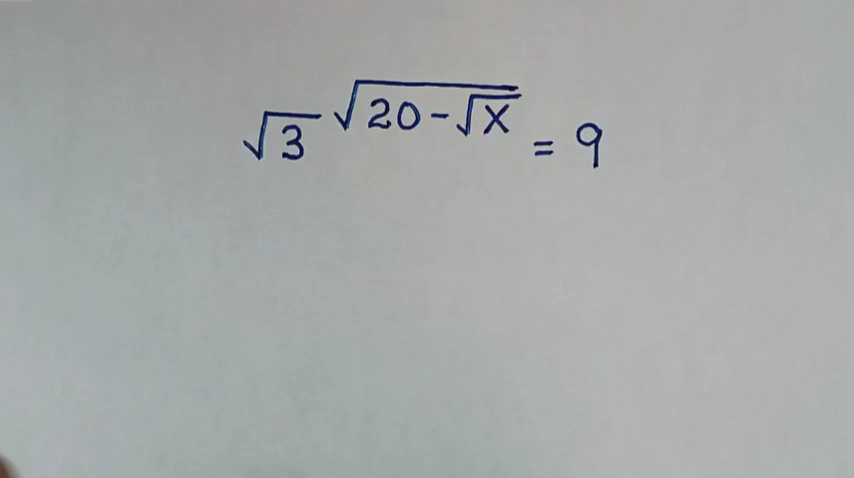 √3^√(20-√x) = 9